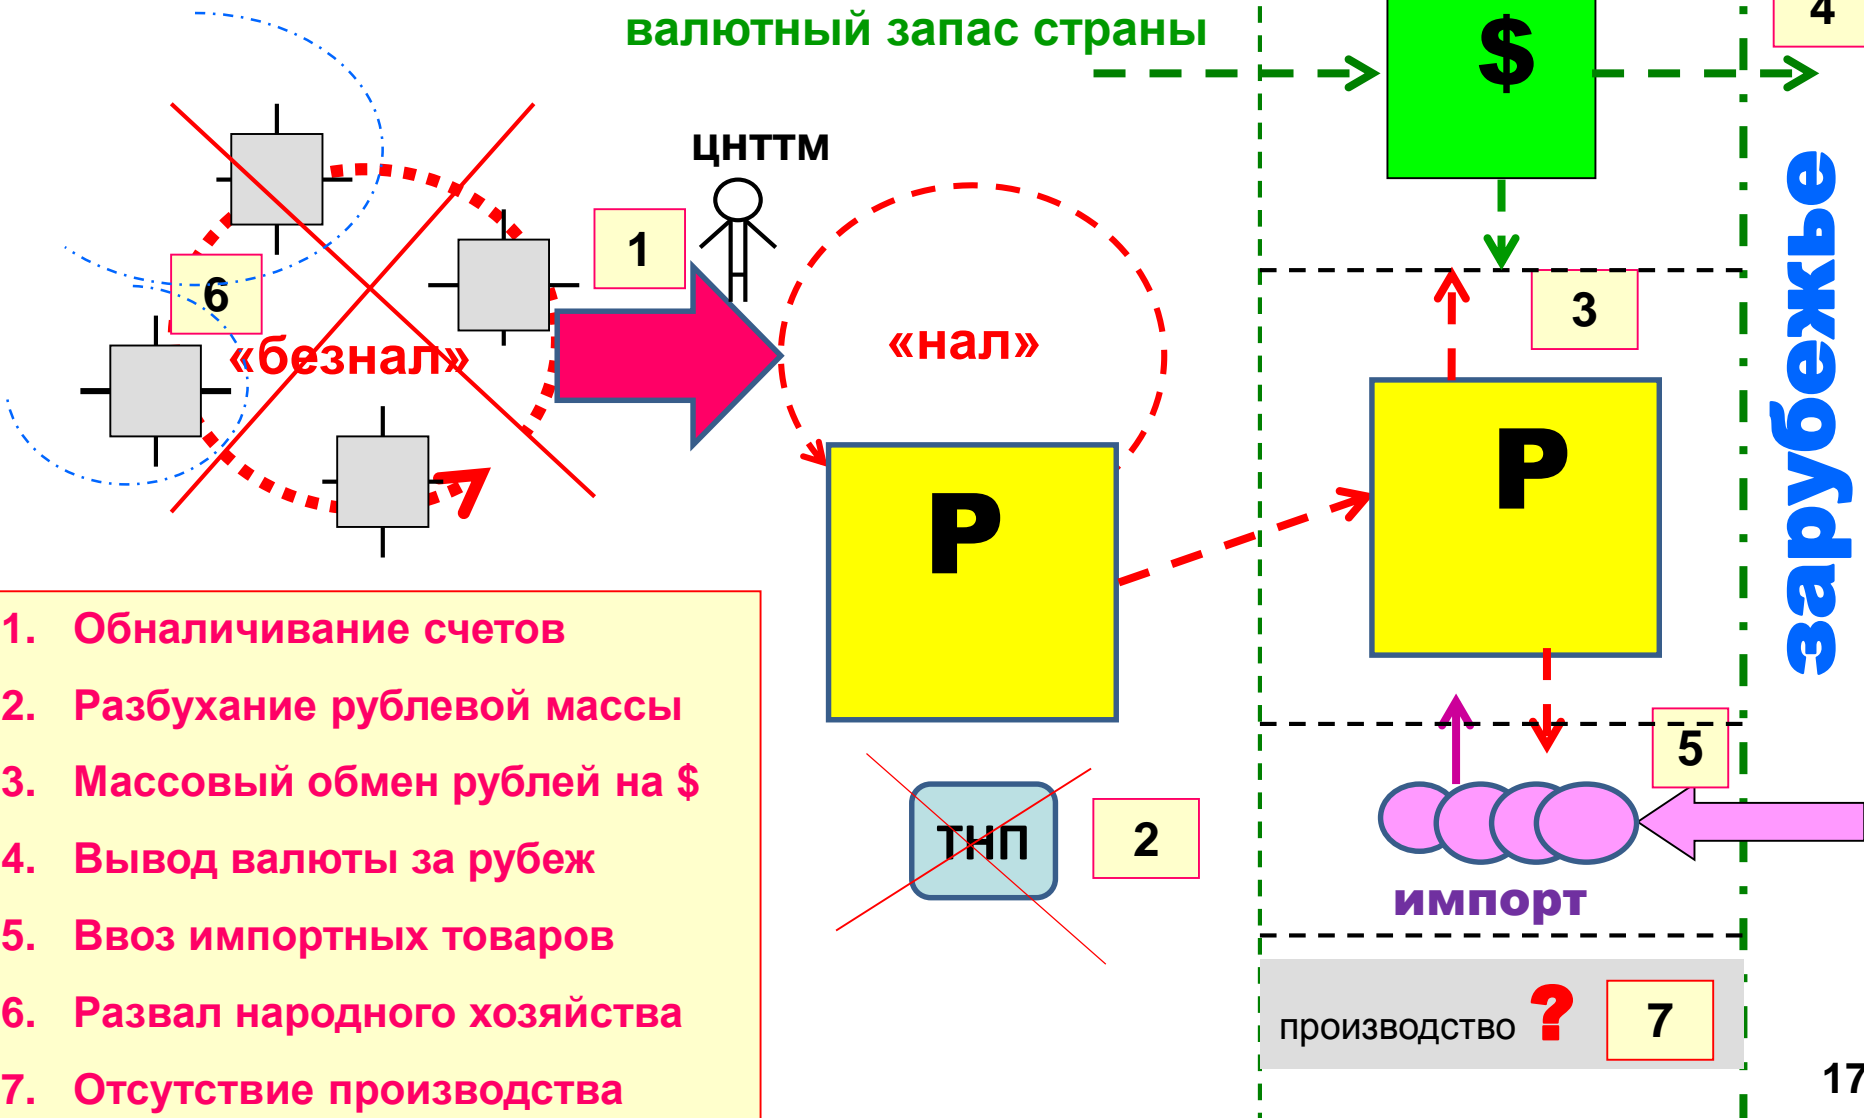 валютный запас страны
$
4
цнттм
1
6
«безнал»
«нал»
3
Р
Р
зарубежье
5
ТНП
2
импорт
производство ?
7
1. Обналичивание счетов
2. Разбухание рублевой массы
3. Массовый обмен рублей на $
4. Вывод валюты за рубеж
5. Ввоз импортных товаров
6. Развал народного хозяйства
7. Отсутствие производства
17